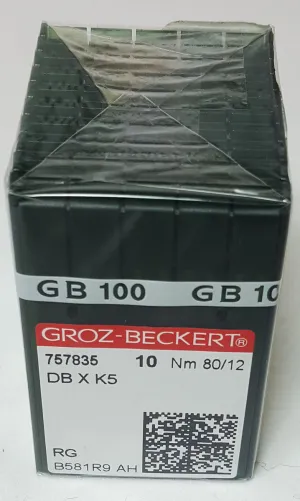 GB 100 GB 10
GROZ-BECKERT®
757835 10 Nm 80/12
DB X K5
RG
B581R9 AH